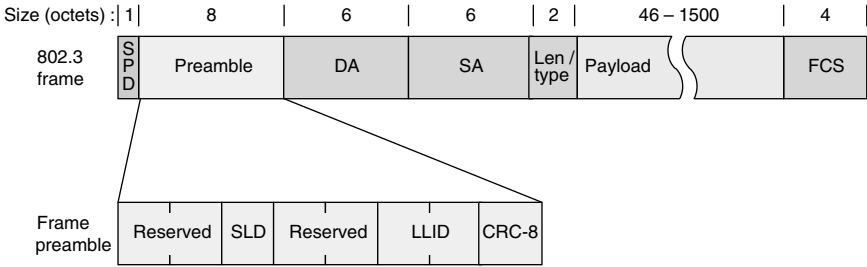 Size (octets) : 1 8 6 6 2 46 – 1500 4
802.3
frame
S
P
D
Preamble DA SA Len /
type
Payload FCS
Frame
preamble
Reserved SLD Reserved LLID CRC-8